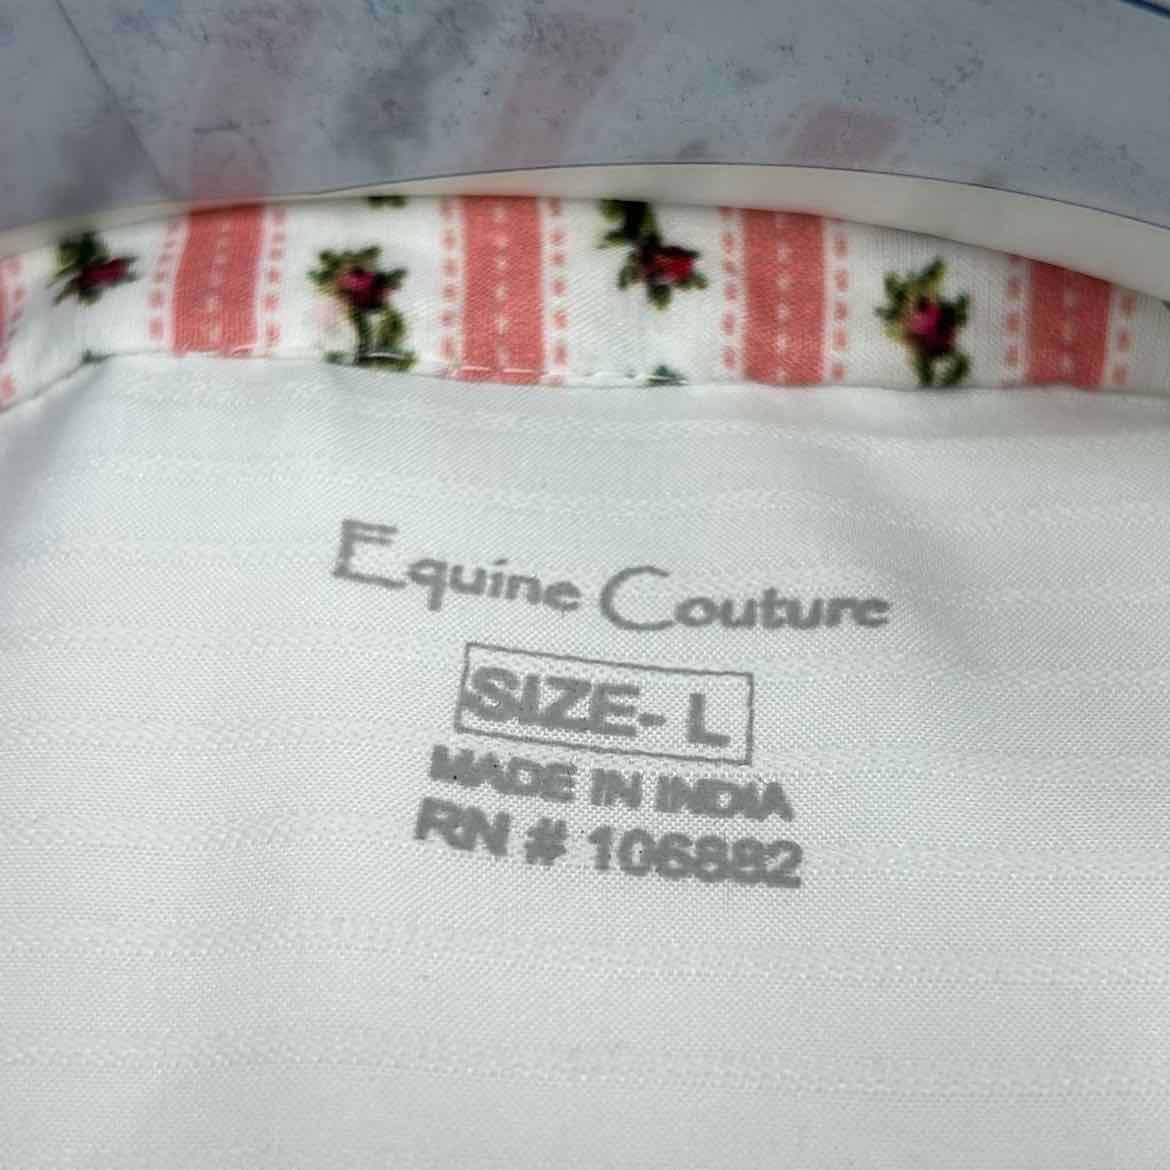 Equine Couture
SIZE- L
MADE IN INDIA
RN # 106882